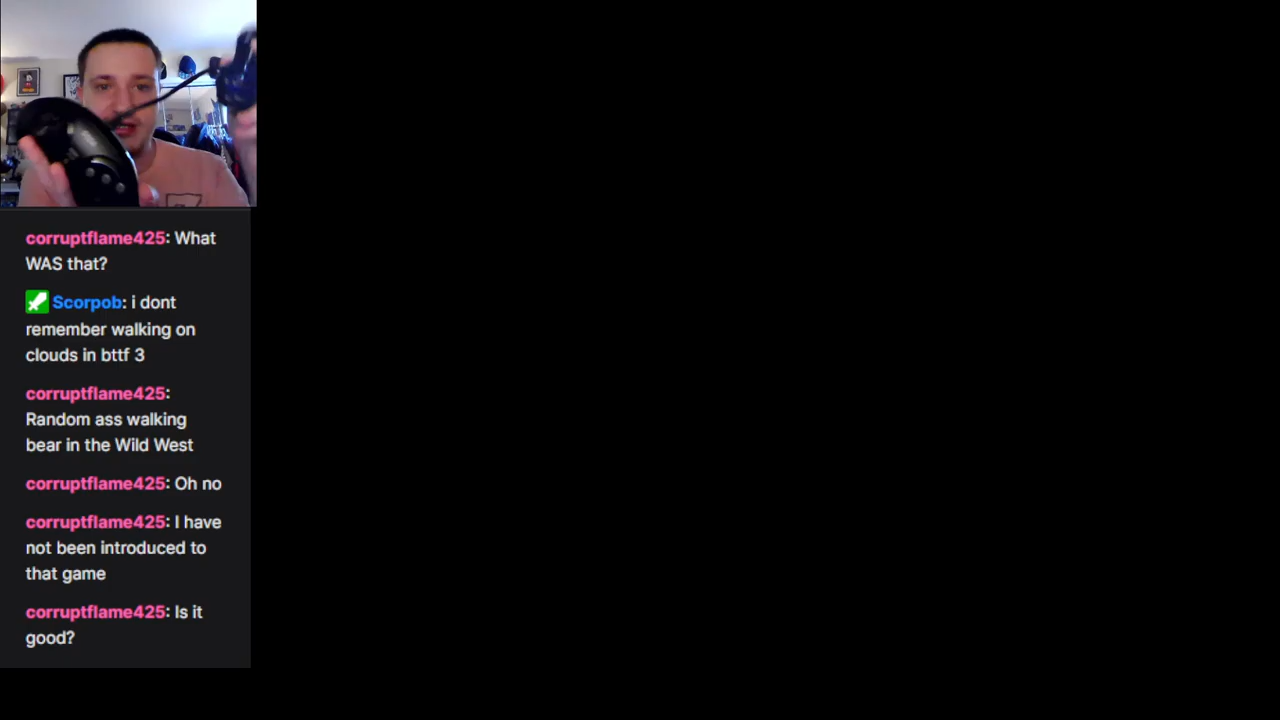 corruptflame425: What
WAS that?
Scorpob: i dont
remember walking on
clouds in bttf 3
corruptflame425:
Random ass walking
bear in the Wild West
corruptflame425: Oh no
corruptflame425: I have
not been introduced to
that game
corruptflame425: Is it
good?